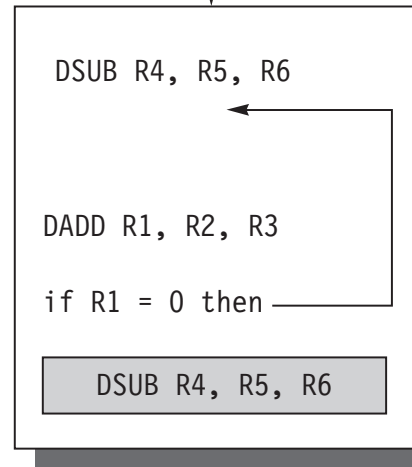 DSUB R4, R5, R6
DADD R1, R2, R3
if R1 = 0 then
DSUB R4, R5, R6